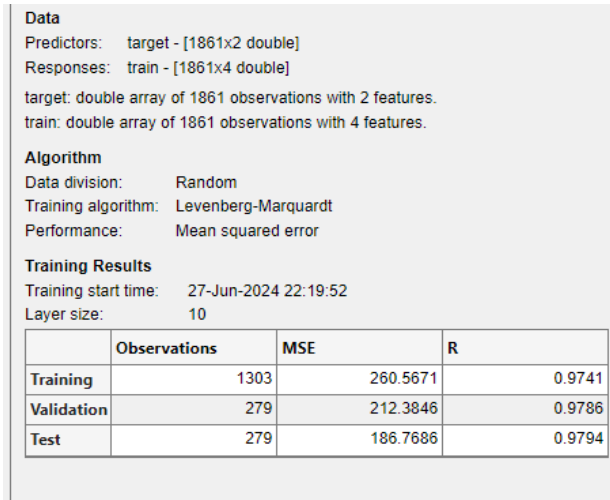 Data
Predictors: target - [1861x2 double]
Responses: train - [1861x4 double]
target: double array of 1861 observations with 2 features.
train: double array of 1861 observations with 4 features.
Algorithm
Data division: Random
Training algorithm: Levenberg-Marquardt
Performance: Mean squared error
Training Results
Training start time: 27-Jun-2024 22:19:52
Layer size: 10
Observations MSE R
Training 1303 260.5671 0.9741
Validation 279 212.3846 0.9786
Test 279 186.7686 0.9794